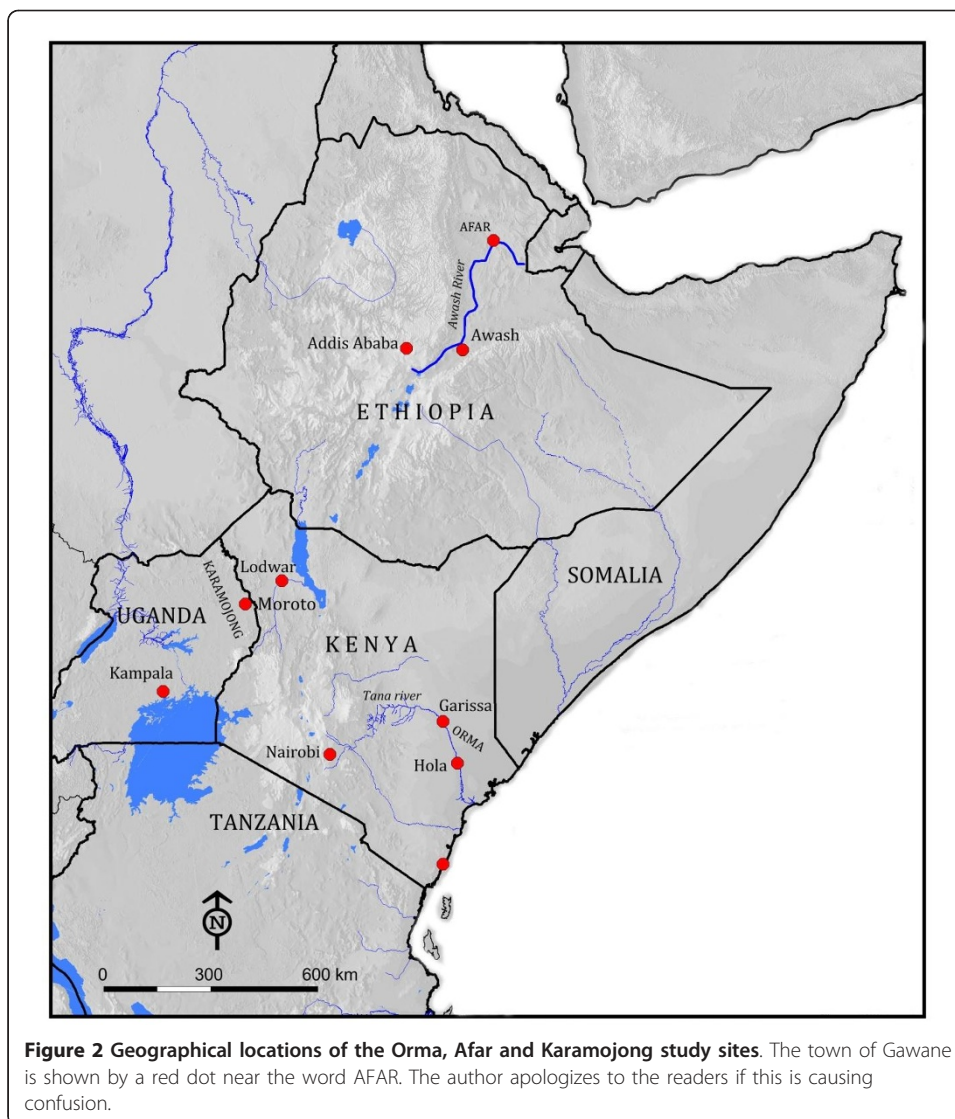 AFAR
Awash River
Addis Ababa
Awash
ETHIOPIA
Lodwar
KARAMOJONG
Moroto
SOMALIA
UGANDA
KENYA
Kampala
Tana river
Garissa
ORMA
Nairobi
Hola
TANZANIA
N
0 300 600 km
Figure 2 Geographical locations of the Orma, Afar and Karamojong study sites. The town of Gawane
is shown by a red dot near the word AFAR. The author apologizes to the readers if this is causing
confusion.